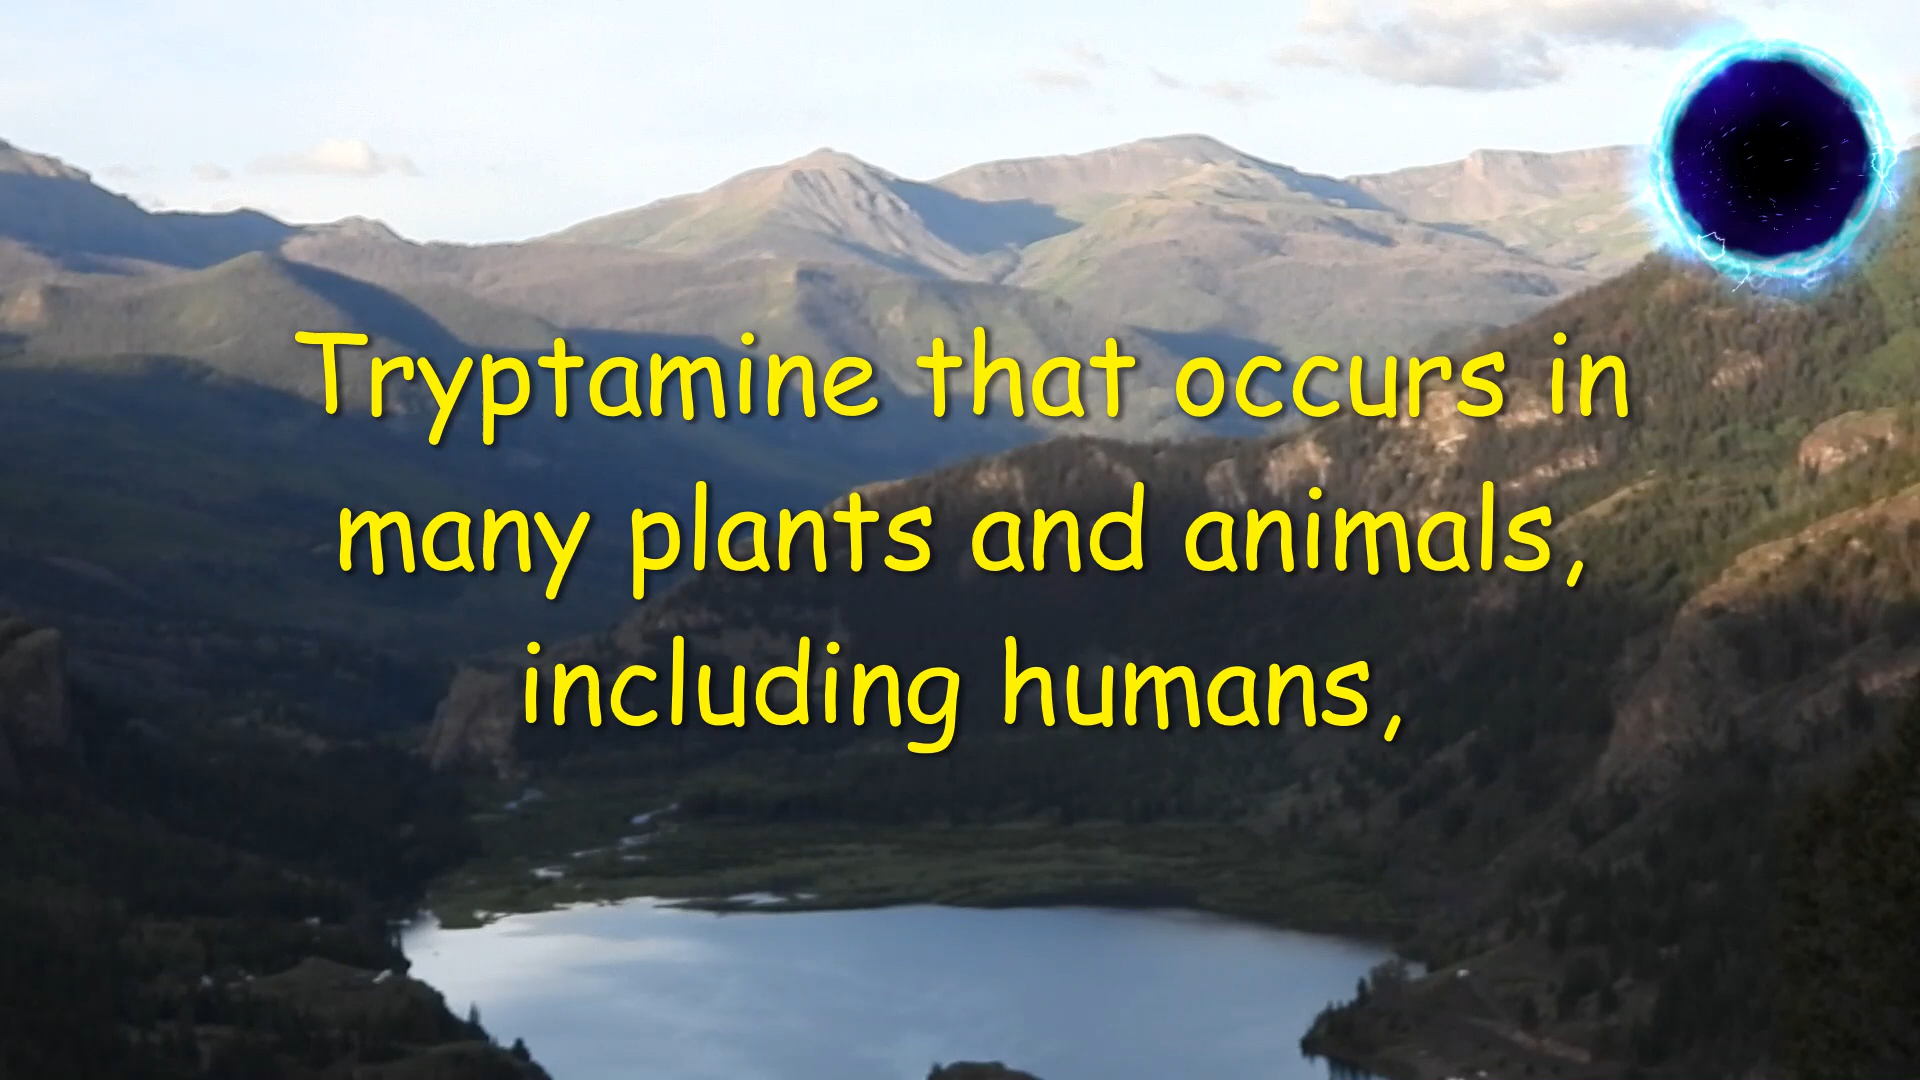 Tryptamine that occurs in
many plants and animals,
including humans,